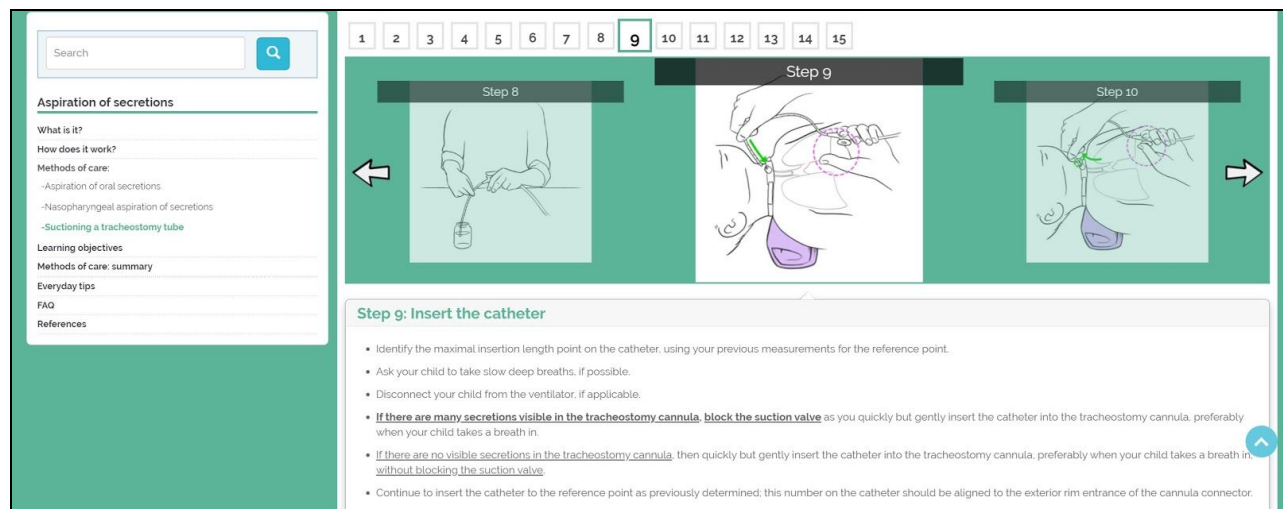 Search
Aspiration of secretions
What is it?
How does it work?
Methods of care:
-Aspiration of oral secretions
-Nasopharyngeal aspiration of secretions
-Suctioning a tracheostomy tube
Learning objectives
Methods of care: summary
Everyday tips
FAQ
References
1 2 3 4 5 6 7 8 9 10 11 12 13 14 15
Step 8
Step 9
Step 10
Step 9: Insert the catheter
• Identify the maximal insertion length point on the catheter, using your previous measurements for the reference point.
• Ask your child to take slow deep breaths, if possible.
• Disconnect your child from the ventilator, if applicable.
• If there are many secretions visible in the tracheostomy cannula, block the suction valve as you quickly but gently insert the catheter into the tracheostomy cannula, preferably
when your child takes a breath in.
• If there are no visible secretions in the tracheostomy cannula, then quickly but gently insert the catheter into the tracheostomy cannula, preferably when your child takes a breath in,
without blocking the suction valve.
• Continue to insert the catheter to the reference point as previously determined; this number on the catheter should be aligned to the exterior rim entrance of the cannula connector.